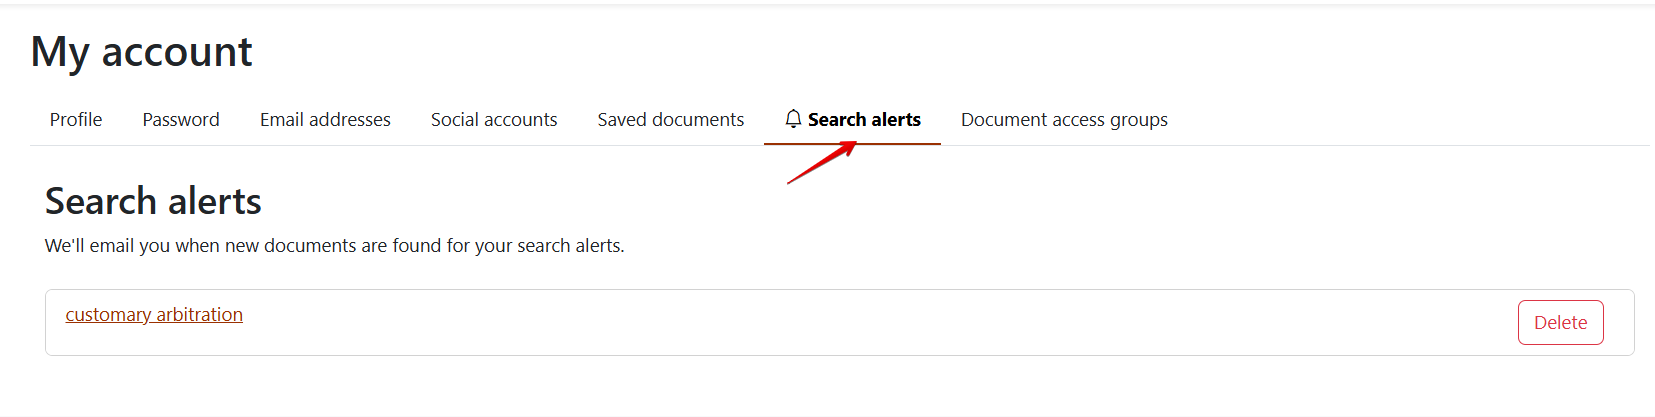 My account
Profile Password Email addresses Social accounts Saved documents Search alerts Document access groups
Search alerts
We'll email you when new documents are found for your search alerts.
customary arbitration
Delete